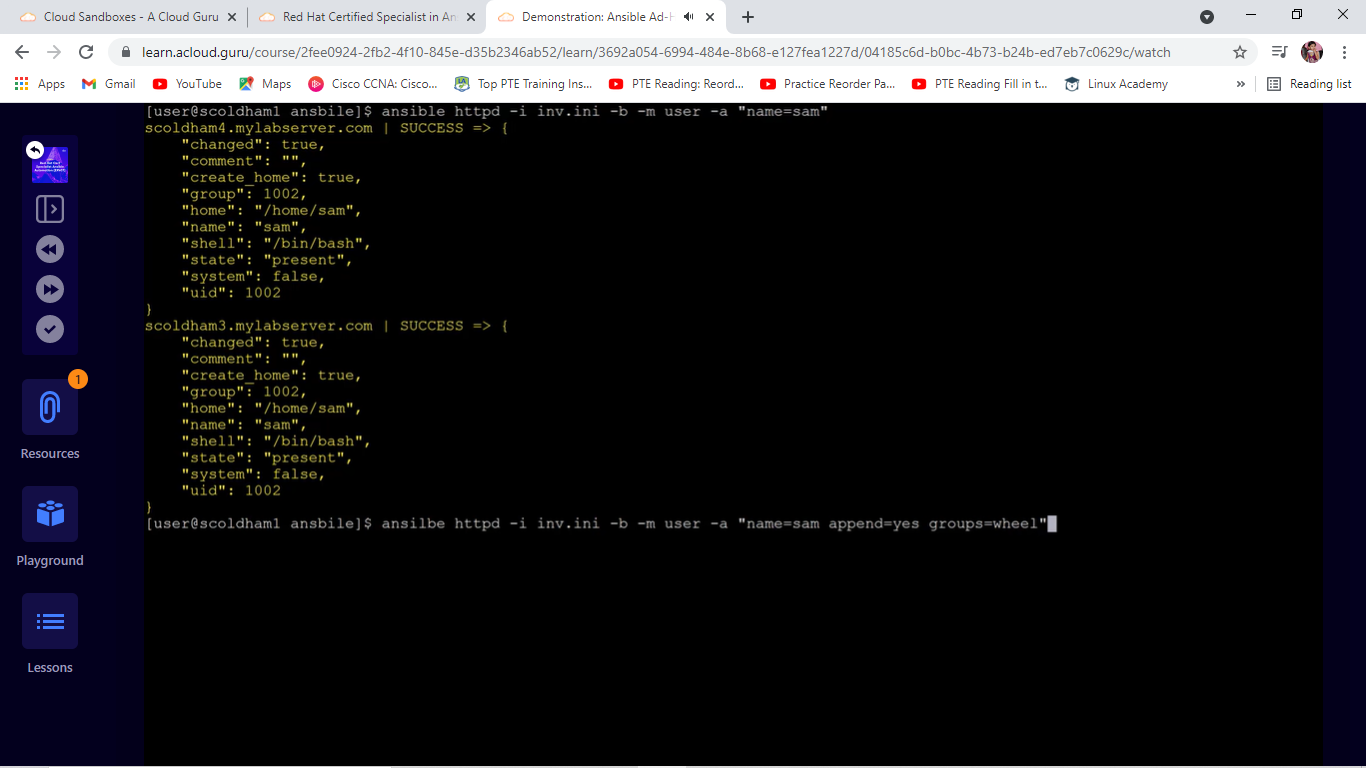 Cloud Sandboxes - A Cloud Guru
Red Hat Certified Specialist in An
Demonstration: Ansible Ad-H
learn.acloud.guru/course/2fee0924-2fb2-4f10-845e-d35b2346ab52/learn/3692a054-6994-484e-8b68-e127fea1227d/04185c6d-b0bc-4b73-b24b-ed7eb7c0629c/watch
Apps
Gmail
YouTube
Maps
Cisco CCNA: Cisco...
Top PTE Training Ins...
PTE Reading: Reord...
Practice Reorder Pa...
PTE Reading Fill in t...
Linux Academy
»
Reading list
[user@scoldham1 ansbile]$ ansible httpd -i inv.ini -b -m user -a "name=sam"
scoldham4.mylabserver.com | SUCCESS => {
"changed": true,
"comment": "",
"create_home": true,
"group": 1002,
"home": "/home/sam",
"name": "sam",
"shell": "/bin/bash",
"state": "present",
"system": false,
"uid": 1002
}
scoldham3.mylabserver.com | SUCCESS => {
"changed": true,
"comment": "",
"create_home": true,
"group": 1002,
"home": "/home/sam",
"name": "sam",
"shell": "/bin/bash",
"state": "present",
"system": false,
"uid": 1002
}
[user@scoldham1 ansbile]$ ansilbe httpd -i inv.ini -b -m user -a "name=sam append=yes groups=wheel"
1
Resources
Playground
Lessons